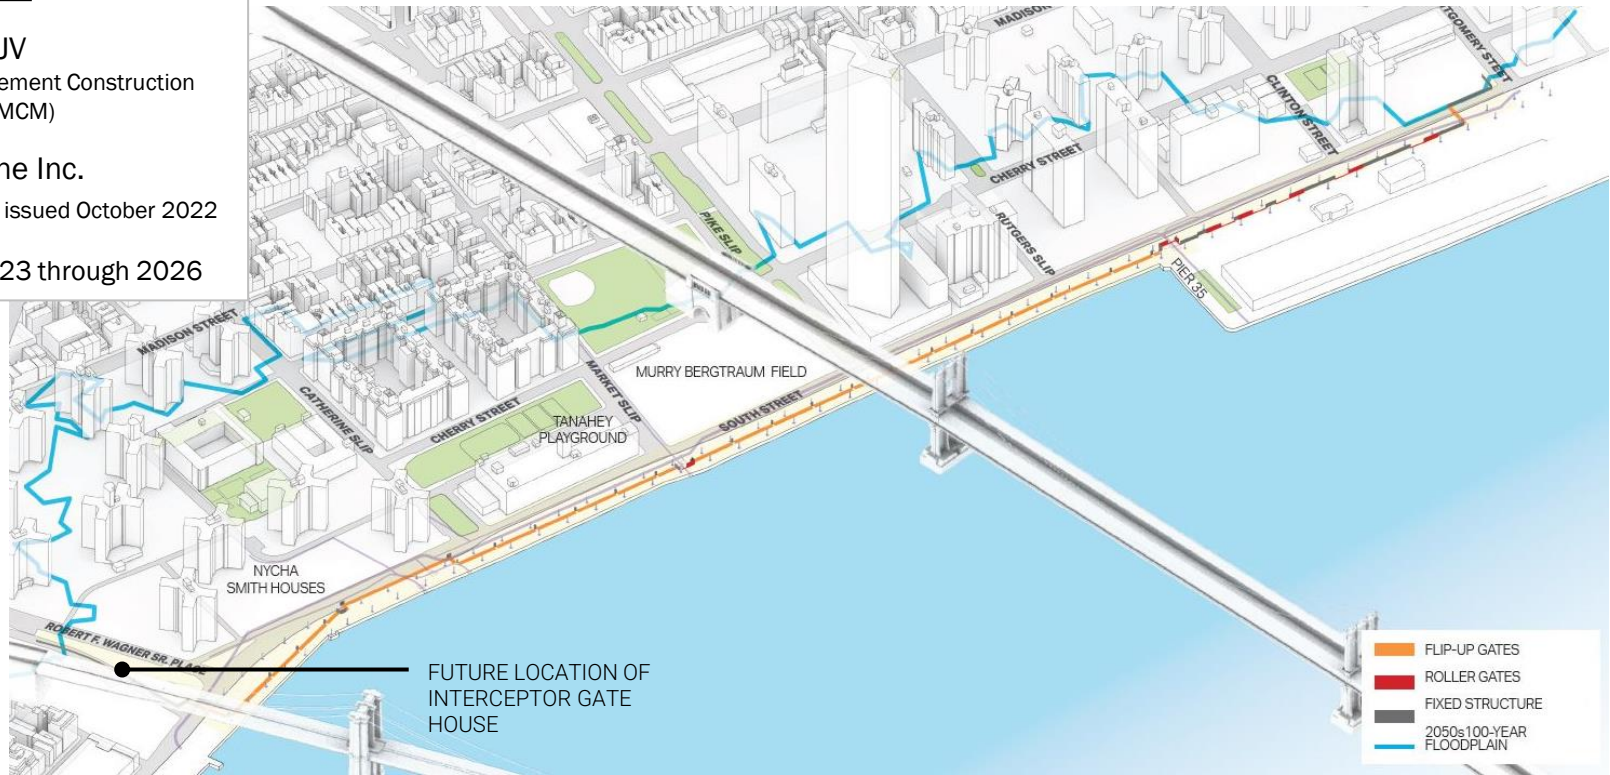 JV
ement Construction
MCM)
ne Inc.
issued October 2022
23 through 2026
MADISON
TGOMERY STEET
CLINTON STREET
CHERRY STREET
PIKE SLIP
RUTGERS SLIP
PIER 35
MADISON STREET
MURRY BERGTRAUM FIELD
MARKET SLIP
CATHERINE SLIP
CHERRY STREET
SOUTH STREET
TANAHEY
PLAYGROUND
NYCHA
SMITH HOUSES
ROBERT F. WAGNER SR. PLACE
FUTURE LOCATION OF
INTERCEPTOR GATE
HOUSE
FLIP-UP GATES
ROLLER GATES
FIXED STRUCTURE
2050s100-YEAR
FLOODPLAIN